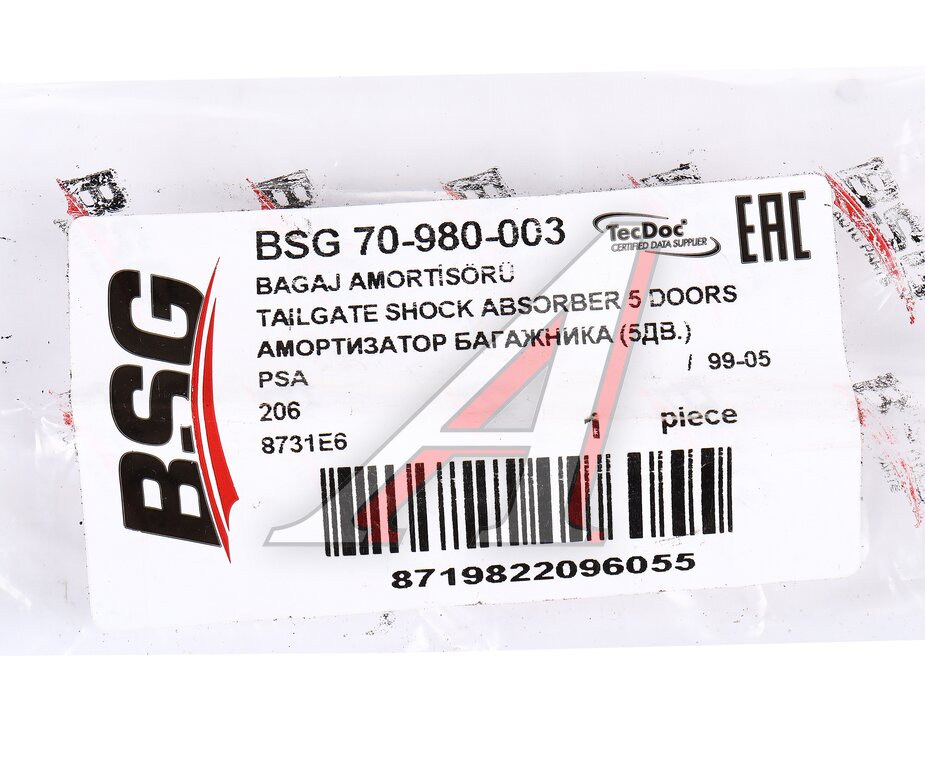 BSG
BSG 70-980-003
TecDoc
CERTIFIED DATA SUPPLIER
EAC
BAGAJ AMORTİSÖRÜ
TAILGATE SHOCK ABSORBER 5 DOORS
АМОРТИЗАТОР БАГАЖНИКА (5ДВ.)
PSA / 99-05
206
1 piece
8731E6
8719822096055